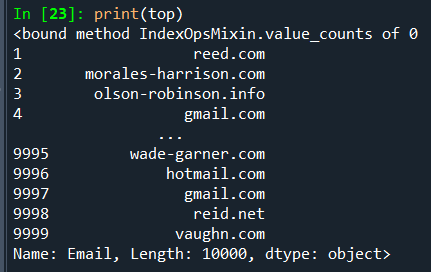 In [23]: print(top)
<bound method IndexOpsMixin.value_counts of 0
1                     reed.com
2         morales-harrison.com
3          olson-robinson.info
4                    gmail.com
                 ...
9995           wade-garner.com
9996               hotmail.com
9997                 gmail.com
9998                  reid.net
9999                vaughn.com
Name: Email, Length: 10000, dtype: object>